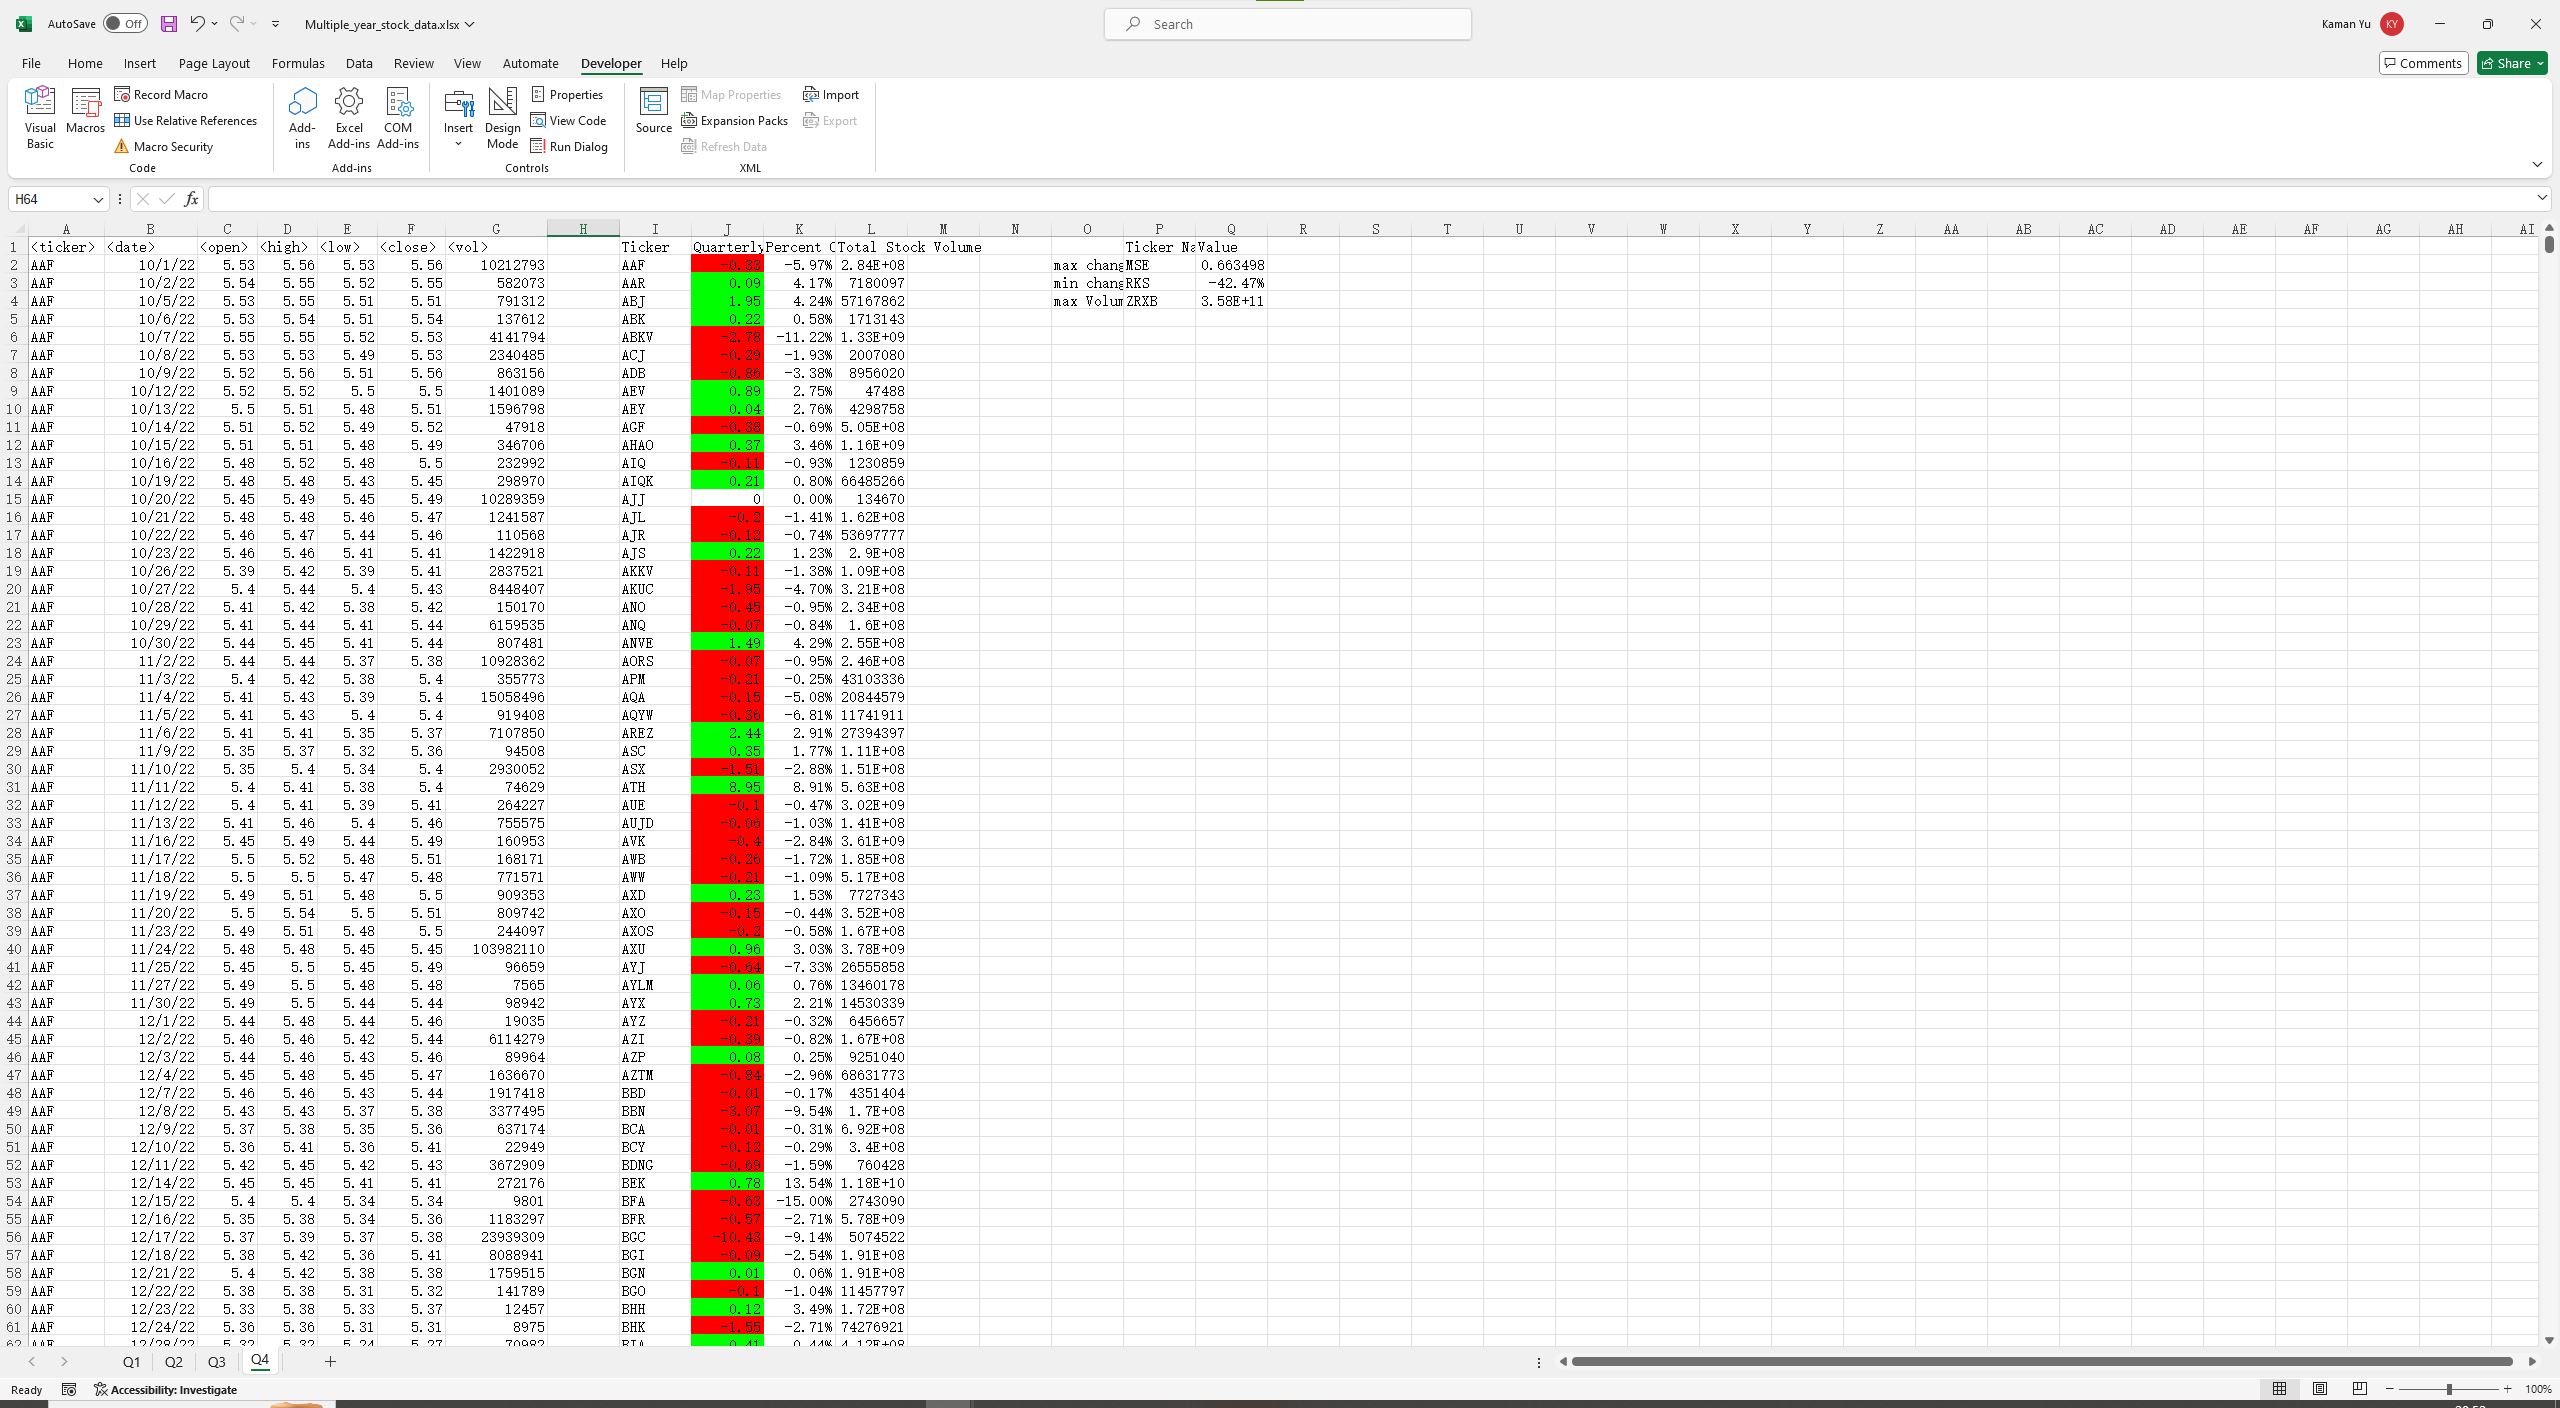 AutoSave Off Multiple_year_stock_data.xlsx Search Kaman Yu KY
File Home Insert Page Layout Formulas Data Review View Automate Developer Help Comments Share
Visual Basic Macros Record Macro Use Relative References Macro Security Code
Add-ins Excel Add-ins COM Add-ins Add-ins
Insert Design Mode Properties View Code Run Dialog Controls
Source Map Properties Expansion Packs Refresh Data Import Export XML
H64 fx
A B C D E F G H I J K L M N O P Q R S T U V W X Y Z AA AB AC AD AE AF AG AH AI
1 <ticker> <date> <open> <high> <low> <close> <vol> Ticker Quarterly Percent C Total Stock Volume Ticker Na Value
2 AAF 10/1/22 5.53 5.56 5.53 5.56 10212793 AAF -0.33 -5.97% 2.84E+08 max chang MSE 0.663498
3 AAF 10/2/22 5.54 5.55 5.52 5.55 582073 AAR 0.09 4.17% 7180097 min chang RKS -42.47%
4 AAF 10/5/22 5.53 5.55 5.51 5.51 791312 ABJ 1.95 4.24% 57167862 max Volum ZRXB 3.58E+11
5 AAF 10/6/22 5.53 5.54 5.51 5.54 137612 ABK 0.22 0.58% 1713143
6 AAF 10/7/22 5.55 5.55 5.52 5.53 4141794 ABKV -2.78 -11.22% 1.33E+09
7 AAF 10/8/22 5.53 5.53 5.49 5.53 2340485 ACJ -0.29 -1.93% 2007080
8 AAF 10/9/22 5.52 5.56 5.51 5.56 863156 ADB -0.86 -3.38% 8956020
9 AAF 10/12/22 5.52 5.52 5.5 5.5 1401089 AEV 0.89 2.75% 47488
10 AAF 10/13/22 5.5 5.51 5.48 5.51 1596798 AEY 0.04 2.76% 4298758
11 AAF 10/14/22 5.51 5.52 5.49 5.52 47918 AGF -0.38 -0.69% 5.05E+08
12 AAF 10/15/22 5.51 5.51 5.48 5.49 346706 AHAO 0.37 3.46% 1.16E+09
13 AAF 10/16/22 5.48 5.52 5.48 5.5 232992 AIQ -0.11 -0.93% 1230859
14 AAF 10/19/22 5.48 5.48 5.43 5.45 298970 AIQK 0.21 0.80% 66485266
15 AAF 10/20/22 5.45 5.49 5.45 5.49 10289359 AJJ 0 0.00% 134670
16 AAF 10/21/22 5.48 5.48 5.46 5.47 1241587 AJL -0.2 -1.41% 1.62E+08
17 AAF 10/22/22 5.46 5.47 5.44 5.46 110568 AJR -0.12 -0.74% 53697777
18 AAF 10/23/22 5.46 5.46 5.41 5.41 1422918 AJS 0.22 1.23% 2.9E+08
19 AAF 10/26/22 5.39 5.42 5.39 5.41 2837521 AKKV -0.11 -1.38% 1.09E+08
20 AAF 10/27/22 5.4 5.44 5.4 5.43 8448407 AKUC -1.95 -4.70% 3.21E+08
21 AAF 10/28/22 5.41 5.42 5.38 5.42 150170 ANO -0.45 -0.95% 2.34E+08
22 AAF 10/29/22 5.41 5.44 5.41 5.44 6159535 ANQ -0.07 -0.84% 1.6E+08
23 AAF 10/30/22 5.44 5.45 5.41 5.44 807481 ANVE 1.49 4.29% 2.55E+08
24 AAF 11/2/22 5.44 5.44 5.37 5.38 10928362 AORS -0.07 -0.95% 2.46E+08
25 AAF 11/3/22 5.4 5.42 5.38 5.4 355773 APM -0.21 -0.25% 43103336
26 AAF 11/4/22 5.41 5.43 5.39 5.4 15058496 AQA -0.15 -5.08% 20844579
27 AAF 11/5/22 5.41 5.43 5.4 5.4 919408 AQYW -0.36 -6.81% 11741911
28 AAF 11/6/22 5.41 5.41 5.35 5.37 7107850 AREZ 2.44 2.91% 27394397
29 AAF 11/9/22 5.35 5.37 5.32 5.36 94508 ASC 0.35 1.77% 1.11E+08
30 AAF 11/10/22 5.35 5.4 5.34 5.4 2930052 ASX -1.51 -2.88% 1.51E+08
31 AAF 11/11/22 5.4 5.41 5.38 5.4 74629 ATH 8.95 8.91% 5.63E+08
32 AAF 11/12/22 5.4 5.41 5.39 5.41 264227 AUE -0.1 -0.47% 3.02E+09
33 AAF 11/13/22 5.41 5.46 5.4 5.46 755575 AUJD -0.06 -1.03% 1.41E+08
34 AAF 11/16/22 5.45 5.49 5.44 5.49 160953 AVK -0.4 -2.84% 3.61E+09
35 AAF 11/17/22 5.5 5.52 5.48 5.51 168171 AWB -0.26 -1.72% 1.85E+08
36 AAF 11/18/22 5.5 5.5 5.47 5.48 771571 AWW -0.21 -1.09% 5.17E+08
37 AAF 11/19/22 5.49 5.51 5.48 5.5 909353 AXD 0.23 1.53% 7727343
38 AAF 11/20/22 5.5 5.54 5.5 5.51 809742 AXO -0.15 -0.44% 3.52E+08
39 AAF 11/23/22 5.49 5.51 5.48 5.5 244097 AXOS -0.2 -0.58% 1.67E+08
40 AAF 11/24/22 5.48 5.48 5.45 5.45 103982110 AXU 0.96 3.03% 3.78E+09
41 AAF 11/25/22 5.45 5.5 5.45 5.49 96659 AYJ -0.64 -7.33% 26555858
42 AAF 11/27/22 5.49 5.5 5.48 5.48 7565 AYLM 0.06 0.76% 13460178
43 AAF 11/30/22 5.49 5.5 5.44 5.44 98942 AYX 0.73 2.21% 14530339
44 AAF 12/1/22 5.44 5.48 5.44 5.46 19035 AYZ -0.21 -0.32% 6456657
45 AAF 12/2/22 5.46 5.46 5.42 5.44 6114279 AZI -0.39 -0.82% 1.67E+08
46 AAF 12/3/22 5.44 5.46 5.43 5.46 89964 AZP 0.08 0.25% 9251040
47 AAF 12/4/22 5.45 5.48 5.45 5.47 1636670 AZTM -0.84 -2.96% 68631773
48 AAF 12/7/22 5.46 5.46 5.43 5.44 1917418 BBD -0.01 -0.17% 4351404
49 AAF 12/8/22 5.43 5.43 5.37 5.38 3377495 BBN -3.07 -9.54% 1.7E+08
50 AAF 12/9/22 5.37 5.38 5.35 5.36 637174 BCA -0.01 -0.31% 6.92E+08
51 AAF 12/10/22 5.36 5.41 5.36 5.41 22949 BCY -0.12 -0.29% 3.4E+08
52 AAF 12/11/22 5.42 5.45 5.42 5.43 3672909 BDNG -0.69 -1.59% 760428
53 AAF 12/14/22 5.45 5.45 5.41 5.41 272176 BEK 0.78 13.54% 1.18E+10
54 AAF 12/15/22 5.4 5.4 5.34 5.34 9801 BFA -0.63 -15.00% 2743090
55 AAF 12/16/22 5.35 5.38 5.34 5.36 1183297 BFR -0.57 -2.71% 5.78E+09
56 AAF 12/17/22 5.37 5.39 5.37 5.38 23939309 BGC -10.43 -9.14% 5074522
57 AAF 12/18/22 5.38 5.42 5.36 5.41 8088941 BGI -0.09 -2.54% 1.91E+08
58 AAF 12/21/22 5.4 5.42 5.38 5.38 1759515 BGN 0.01 0.06% 1.91E+08
59 AAF 12/22/22 5.38 5.38 5.31 5.32 141789 BGO -0.1 -1.04% 11457797
60 AAF 12/23/22 5.33 5.38 5.33 5.37 12457 BHH 0.12 3.49% 1.72E+08
61 AAF 12/24/22 5.36 5.36 5.31 5.31 8975 BHK -1.55 -2.71% 74276921
Q1 Q2 Q3 Q4
Ready Accessibility: Investigate 100%